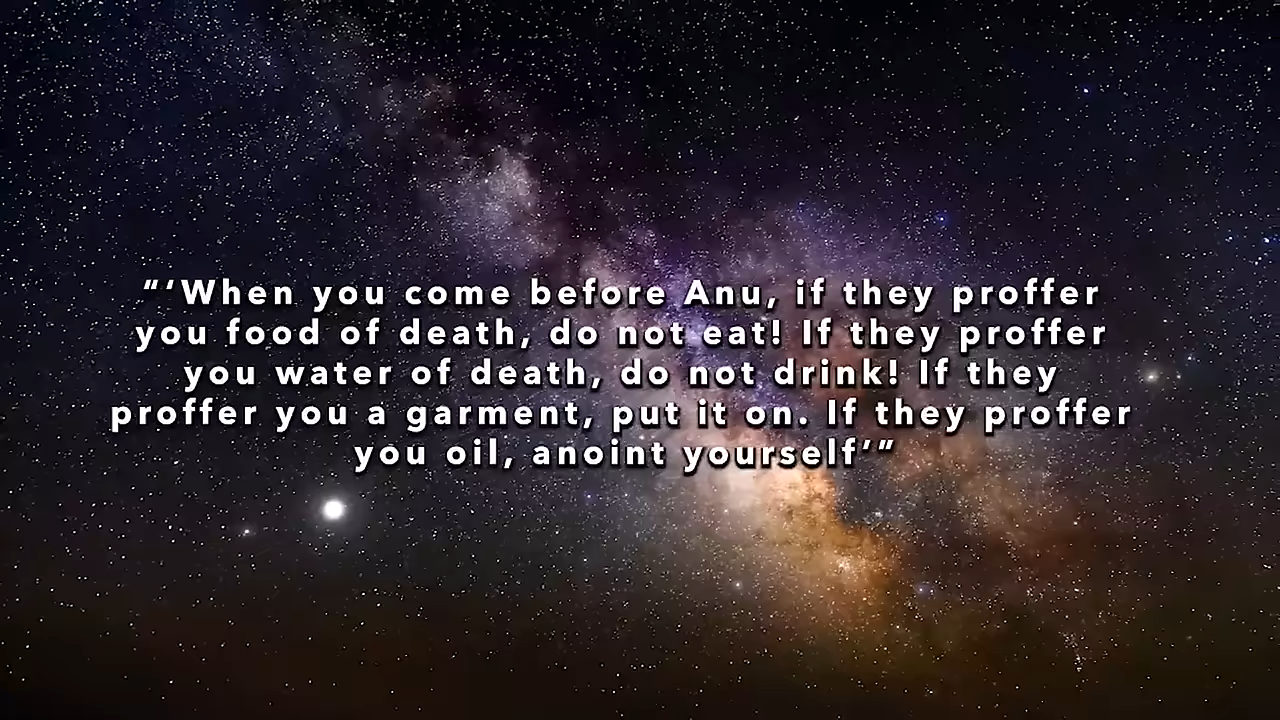 “‘When you come before Anu, if they proffer
you food of death, do not eat! If they proffer
you water of death, do not drink! If they
proffer you a garment, put it on. If they proffer
you oil, anoint yourself’”